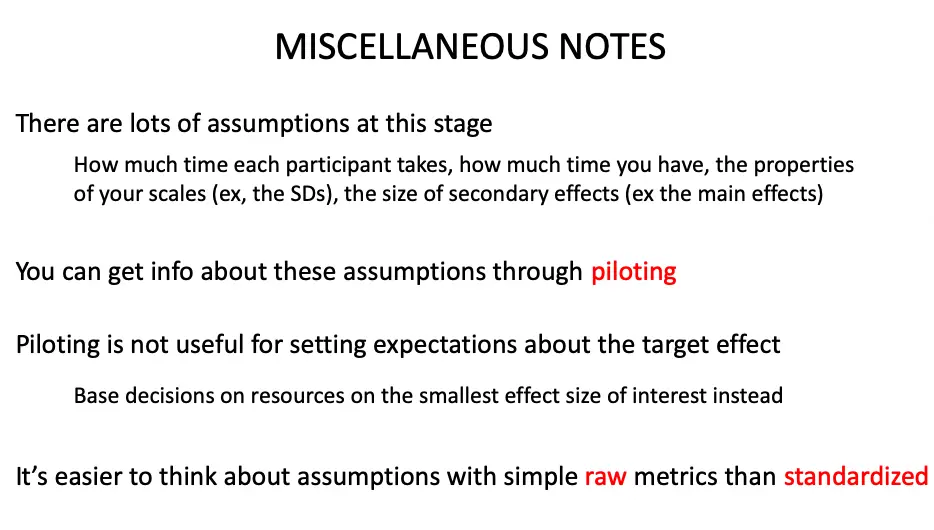 MISCELLANEOUS NOTES
There are lots of assumptions at this stage
How much time each participant takes, how much time you have, the properties
of your scales (ex, the SDs), the size of secondary effects (ex the main effects)
You can get info about these assumptions through piloting
Piloting is not useful for setting expectations about the target effect
Base decisions on resources on the smallest effect size of interest instead
It’s easier to think about assumptions with simple raw metrics than standardized